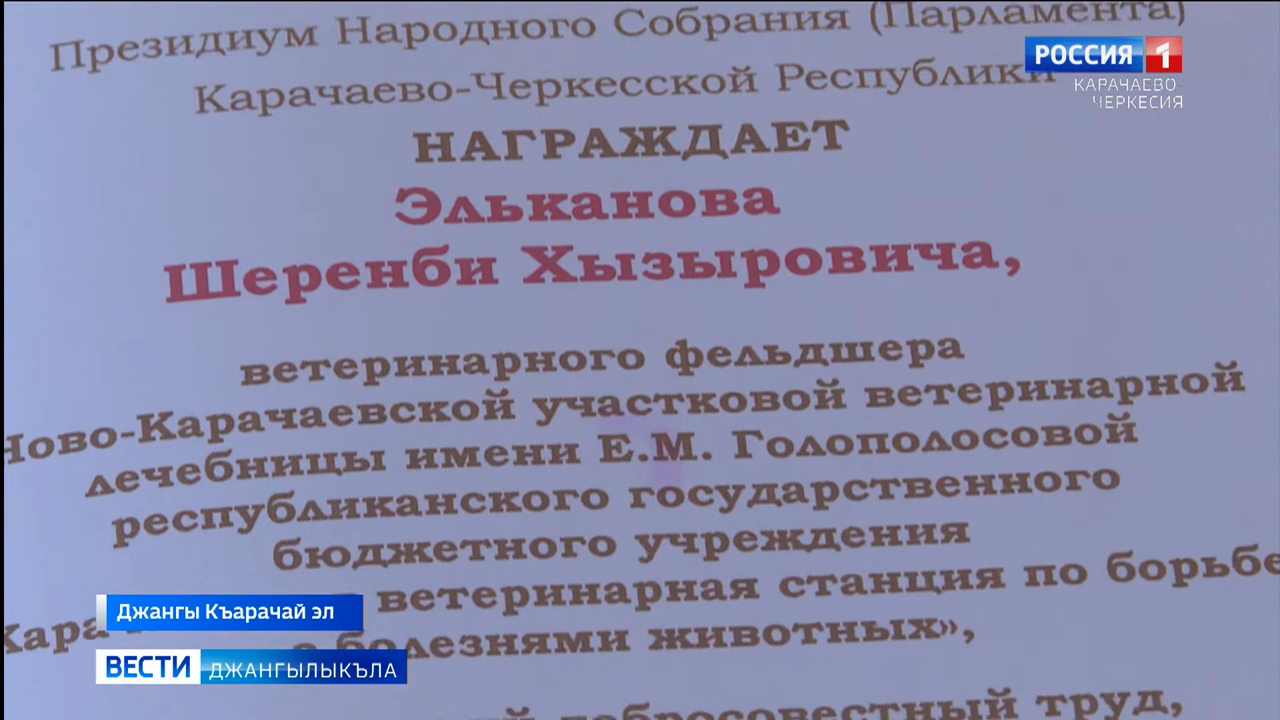 Президиум Народного Собрания (Парламента)
Карачаево-Черкесской Республики
НАГРАЖДАЕТ
Эльканова
Шеренби Хызыровича,
ветеринарного фельдшера
Ново-Карачаевской участковой ветеринарной
лечебницы имени Е.М. Голополосовой
республиканского государственного
бюджетного учреждения
ветеринарная станция по борьбе
болезнями животных»,
добросовестный труд,
РОССИЯ 1
КАРАЧАЕВО
ЧЕРКЕСИЯ
Джангы Къарачай эл
ВЕСТИ ДЖАНГЫЛЫКЪЛА